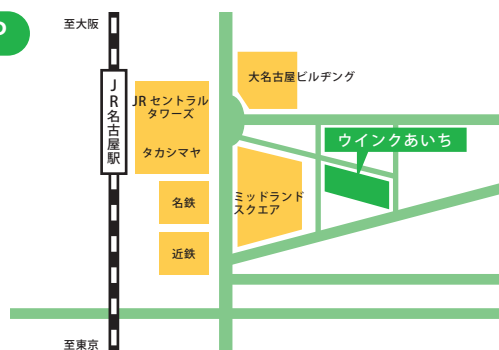 P
至大阪
JR名古屋駅
JR セントラル
タワーズ
タカシマヤ
大名古屋ビルヂング
ウインクあいち
名鉄
ミッドランド
スクエア
近鉄
至東京